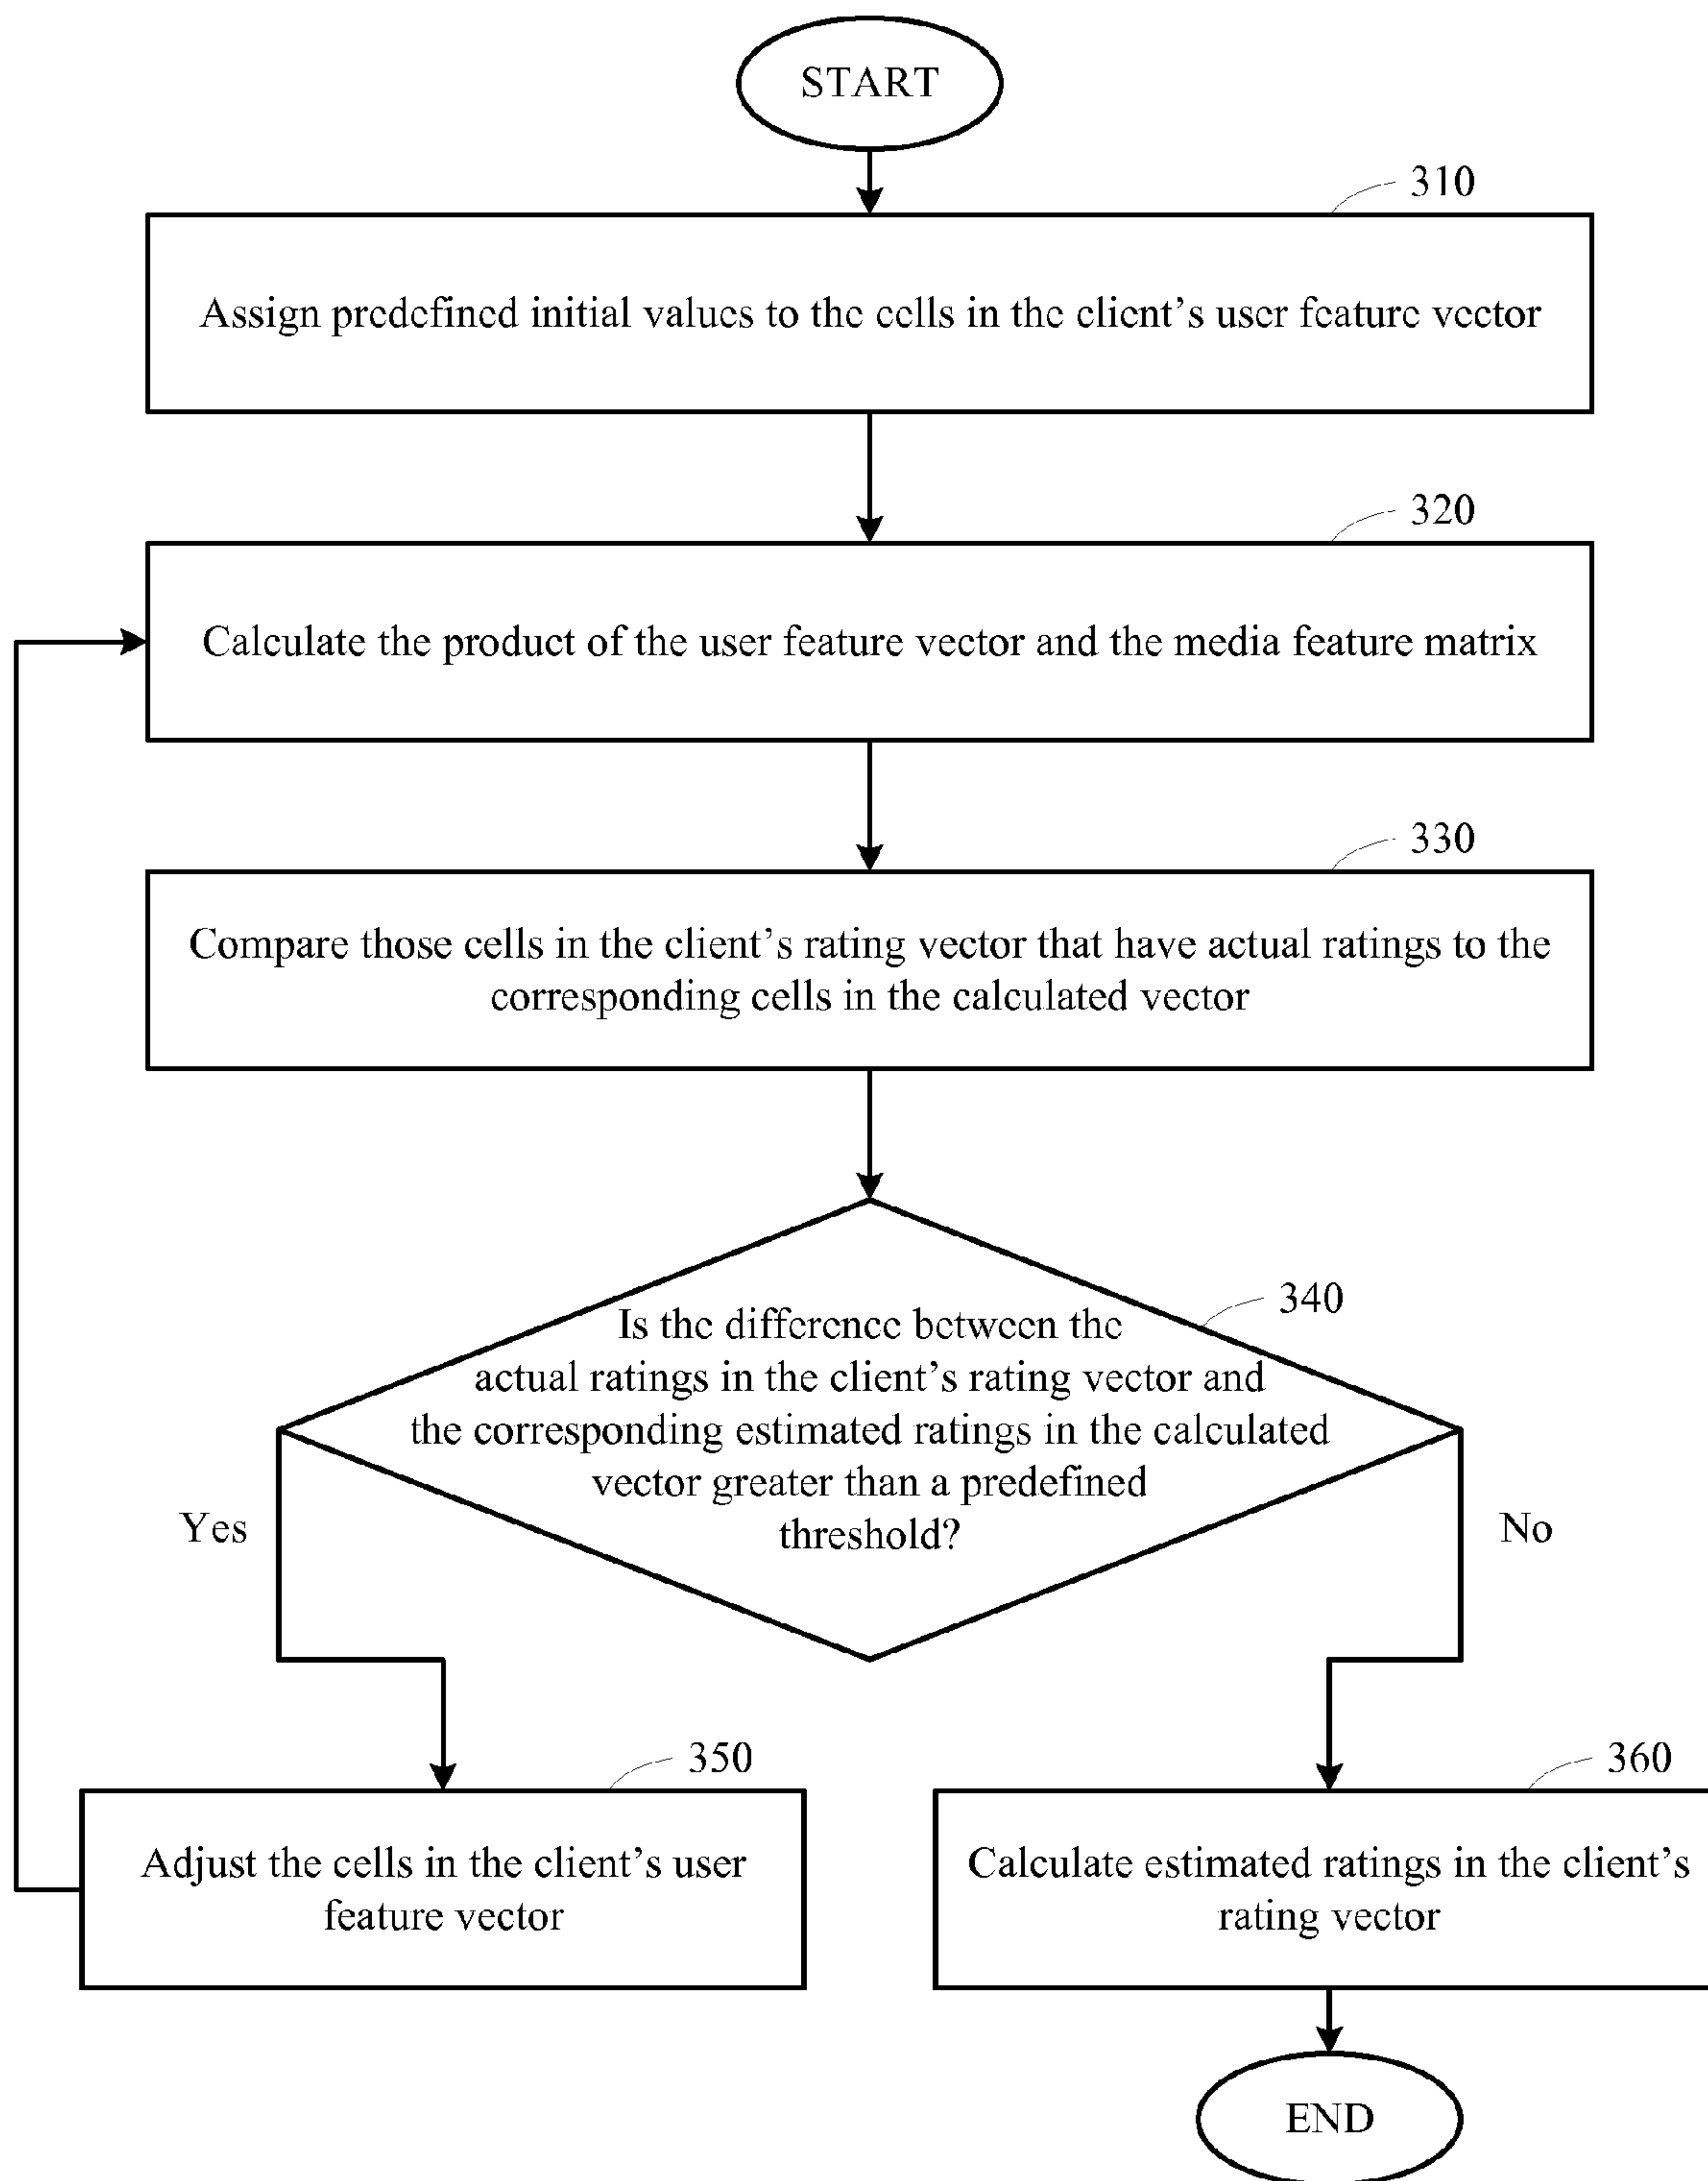 START
310
Assign predefined initial values to the cells in the client's user feature vector
320
Calculate the product of the user feature vector and the media feature matrix
330
Compare those cells in the client's rating vector that have actual ratings to the
corresponding cells in the calculated vector
340
Is the difference between the
actual ratings in the client's rating vector and
the corresponding estimated ratings in the calculated
vector greater than a predefined
threshold?
Yes
No
350
Adjust the cells in the client's user
feature vector
360
Calculate estimated ratings in the client's
rating vector
END